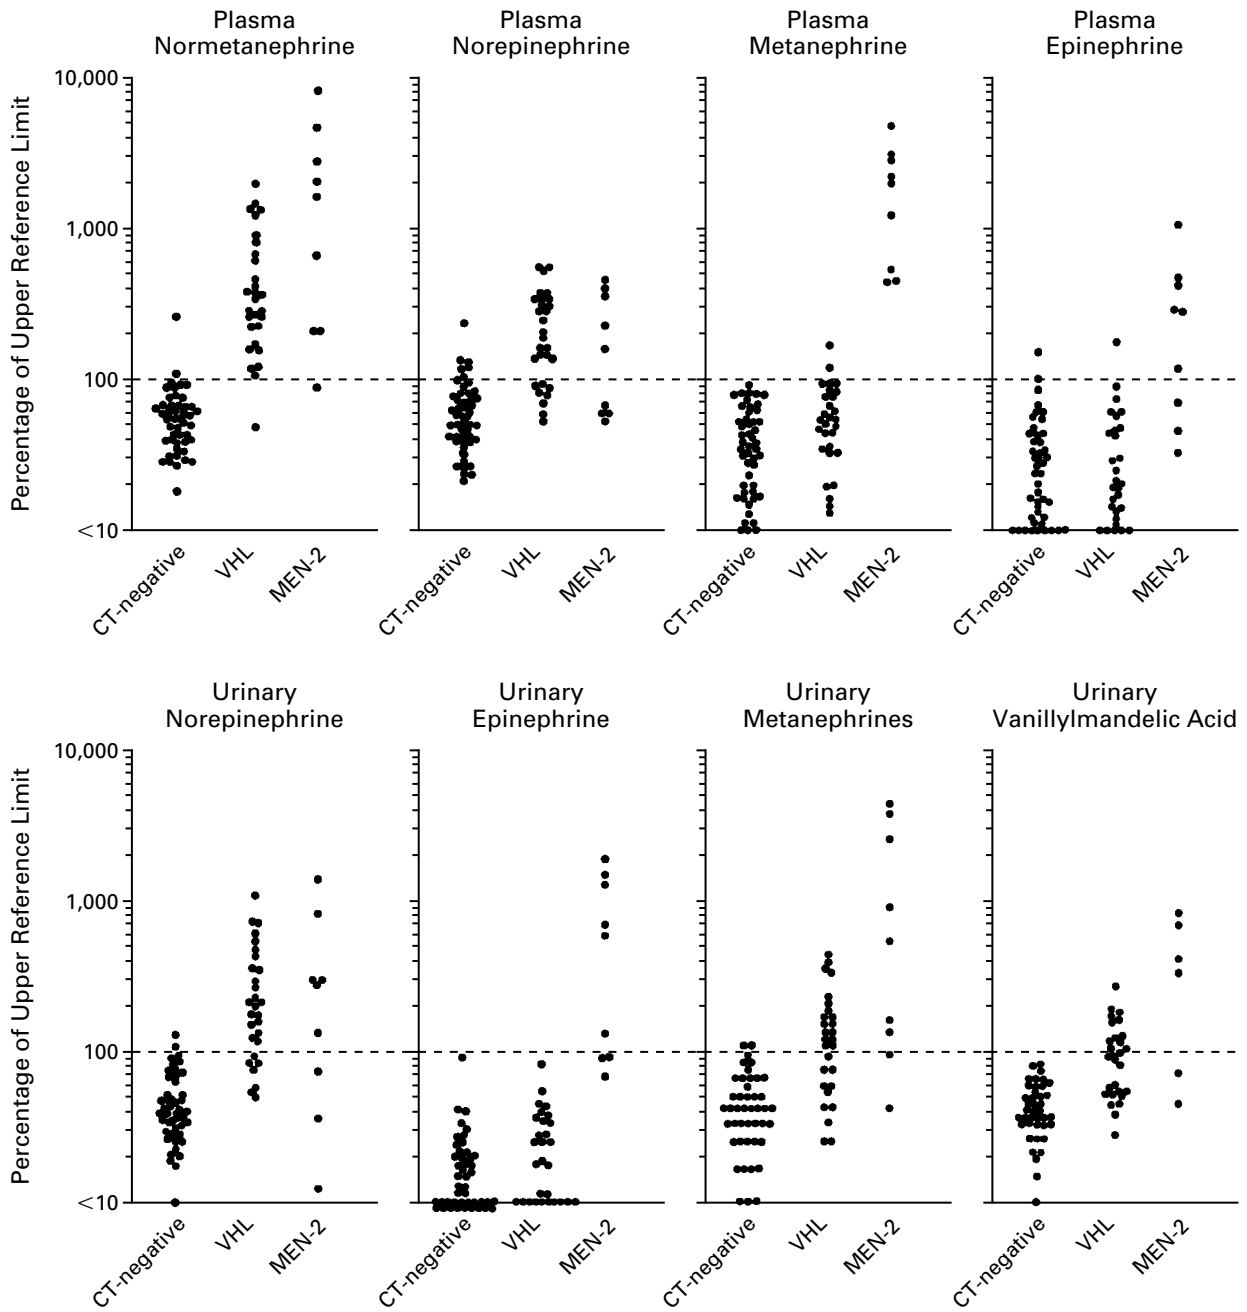 Plasma
Normetanephrine
Plasma
Norepinephrine
Plasma
Metanephrine
Plasma
Epinephrine
Percentage of Upper Reference Limit
10,000
1,000
100
<10
CT-negative
VHL
MEN-2
CT-negative
VHL
MEN-2
CT-negative
VHL
MEN-2
CT-negative
VHL
MEN-2
Urinary
Norepinephrine
Urinary
Epinephrine
Urinary
Metanephrines
Urinary
Vanillylmandelic Acid
Percentage of Upper Reference Limit
10,000
1,000
100
<10
CT-negative
VHL
MEN-2
CT-negative
VHL
MEN-2
CT-negative
VHL
MEN-2
CT-negative
VHL
MEN-2